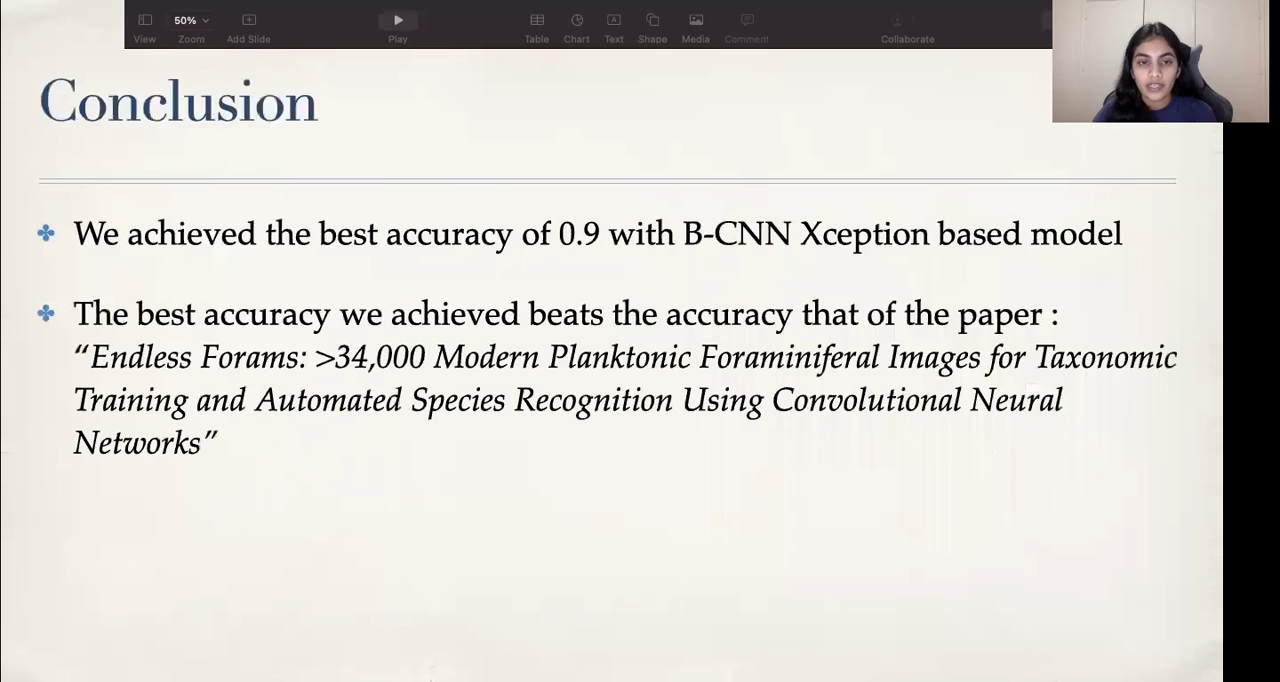 50%
View
Zoom
Add Slide
Play
Table
Chart
Text
Shape
Media
Comment
Collaborate
Conclusion
We achieved the best accuracy of 0.9 with B-CNN Xception based model
The best accuracy we achieved beats the accuracy that of the paper :
“Endless Forams: >34,000 Modern Planktonic Foraminiferal Images for Taxonomic
Training and Automated Species Recognition Using Convolutional Neural
Networks”